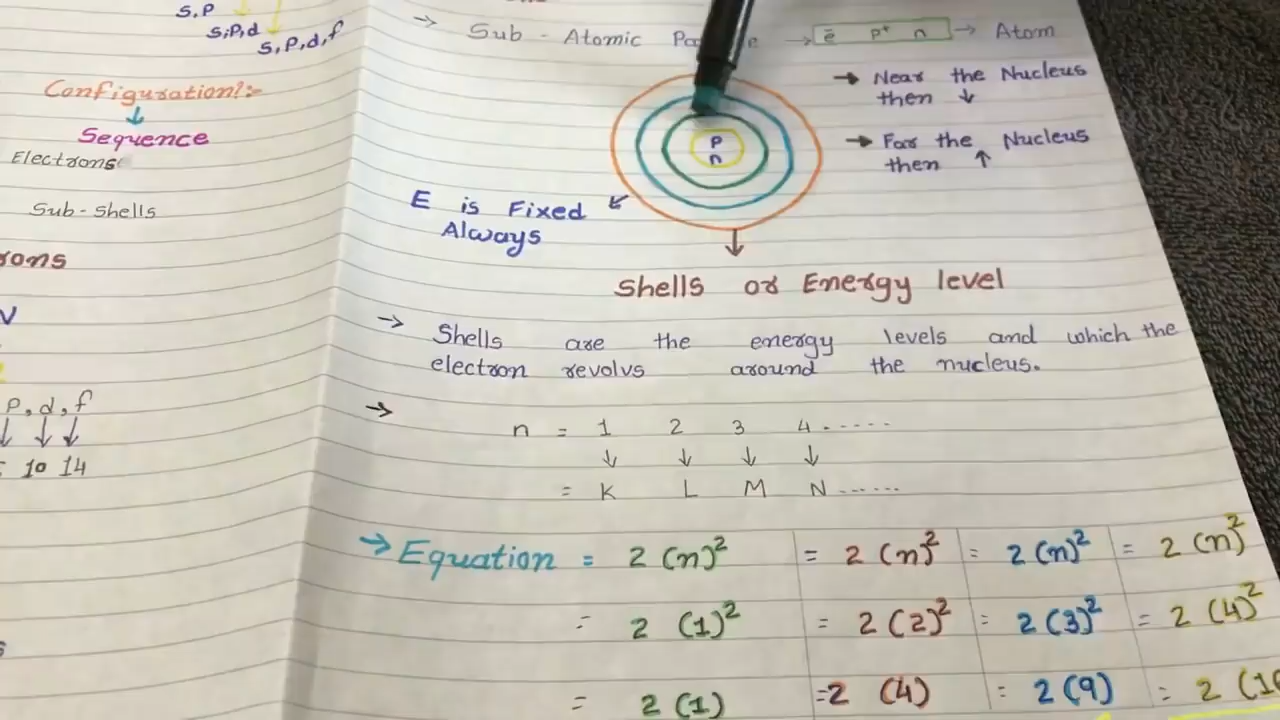 S,P
S,P,d
S,P,d,f
Configuration:-
↓
Sequence
Electrons
Sub-Shells
rons
P, d, f
↓ ↓ ↓
10 14
→ Sub-Atomic → ē p⁺ n → Atom
→ Near the Nucleus
then ↓
→ Far the Nucleus
then ↑
P
n
E is Fixed
Always
Shells or Energy level
→ Shells are the energy levels and which the
electron revolvs around the nucleus.
→ n = 1 2 3 4.....
↓ ↓ ↓ ↓
= K L M N......
→ Equation = 2 (n)² = 2 (n)² = 2 (n)² = 2 (n)²
= 2 (1)² = 2 (2)² = 2 (3)² = 2 (4)²
= 2 (1) =2 (4) = 2 (9) = 2 (1